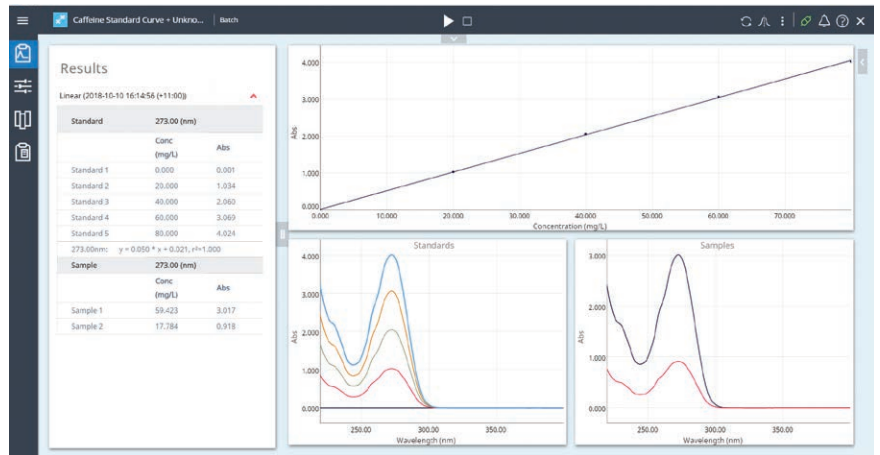 Caffeine Standard Curve + Unkno... Batch
Results
Linear (2018-10-10 16:14:56 (+11:00))
Standard 273.00 (nm)
Conc (mg/L) Abs
Standard 1 0.000 0.001
Standard 2 20.000 1.034
Standard 3 40.000 2.060
Standard 4 60.000 3.069
Standard 5 80.000 4.024
273.00nm: y = 0.050 * x + 0.021, r²=1.000
Sample 273.00 (nm)
Conc (mg/L) Abs
Sample 1 59.423 3.017
Sample 2 17.784 0.918
4.000
3.000
2.000
1.000
0.000
Abs
0.000 10.000 20.000 30.000 40.000 50.000 60.000 70.000
Concentration (mg/L)
Standards
4.000
3.000
2.000
1.000
0.000
Abs
250.00 300.00 350.00
Wavelength (nm)
Samples
3.000
2.000
1.000
0.000
Abs
250.00 300.00 350.00
Wavelength (nm)